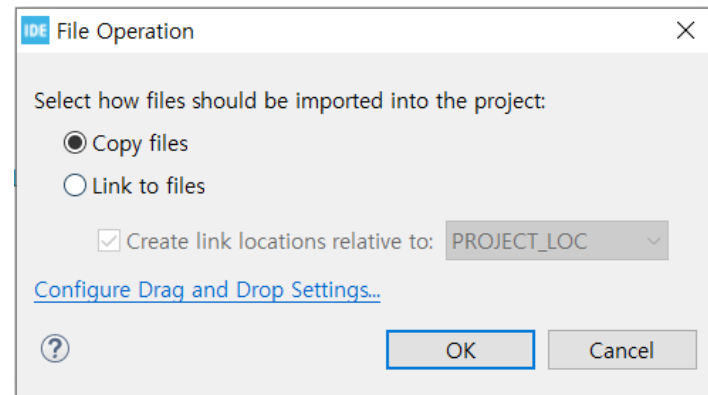 IDE File Operation
Select how files should be imported into the project:
Copy files
Link to files
Create link locations relative to: PROJECT_LOC
Configure Drag and Drop Settings...
?
OK Cancel